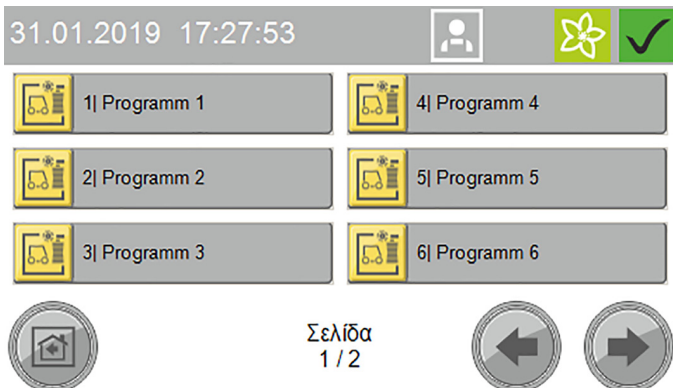 31.01.2019 17:27:53
1| Programm 1
4| Programm 4
2| Programm 2
5| Programm 5
3| Programm 3
6| Programm 6
Σελίδα
1 / 2